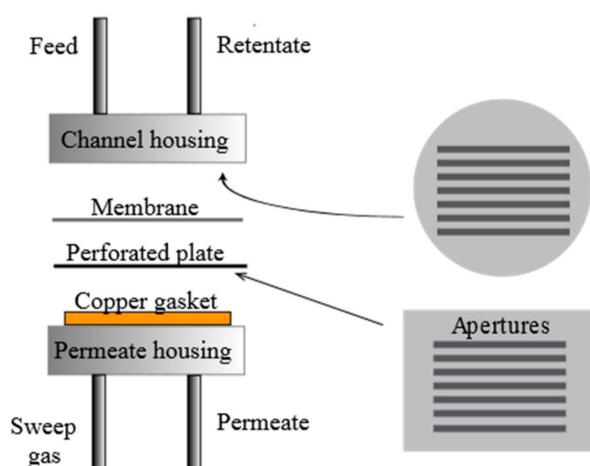 Feed
Retentate
Channel housing
Membrane
Perforated plate
Copper gasket
Permeate housing
Apertures
Sweep
gas
Permeate